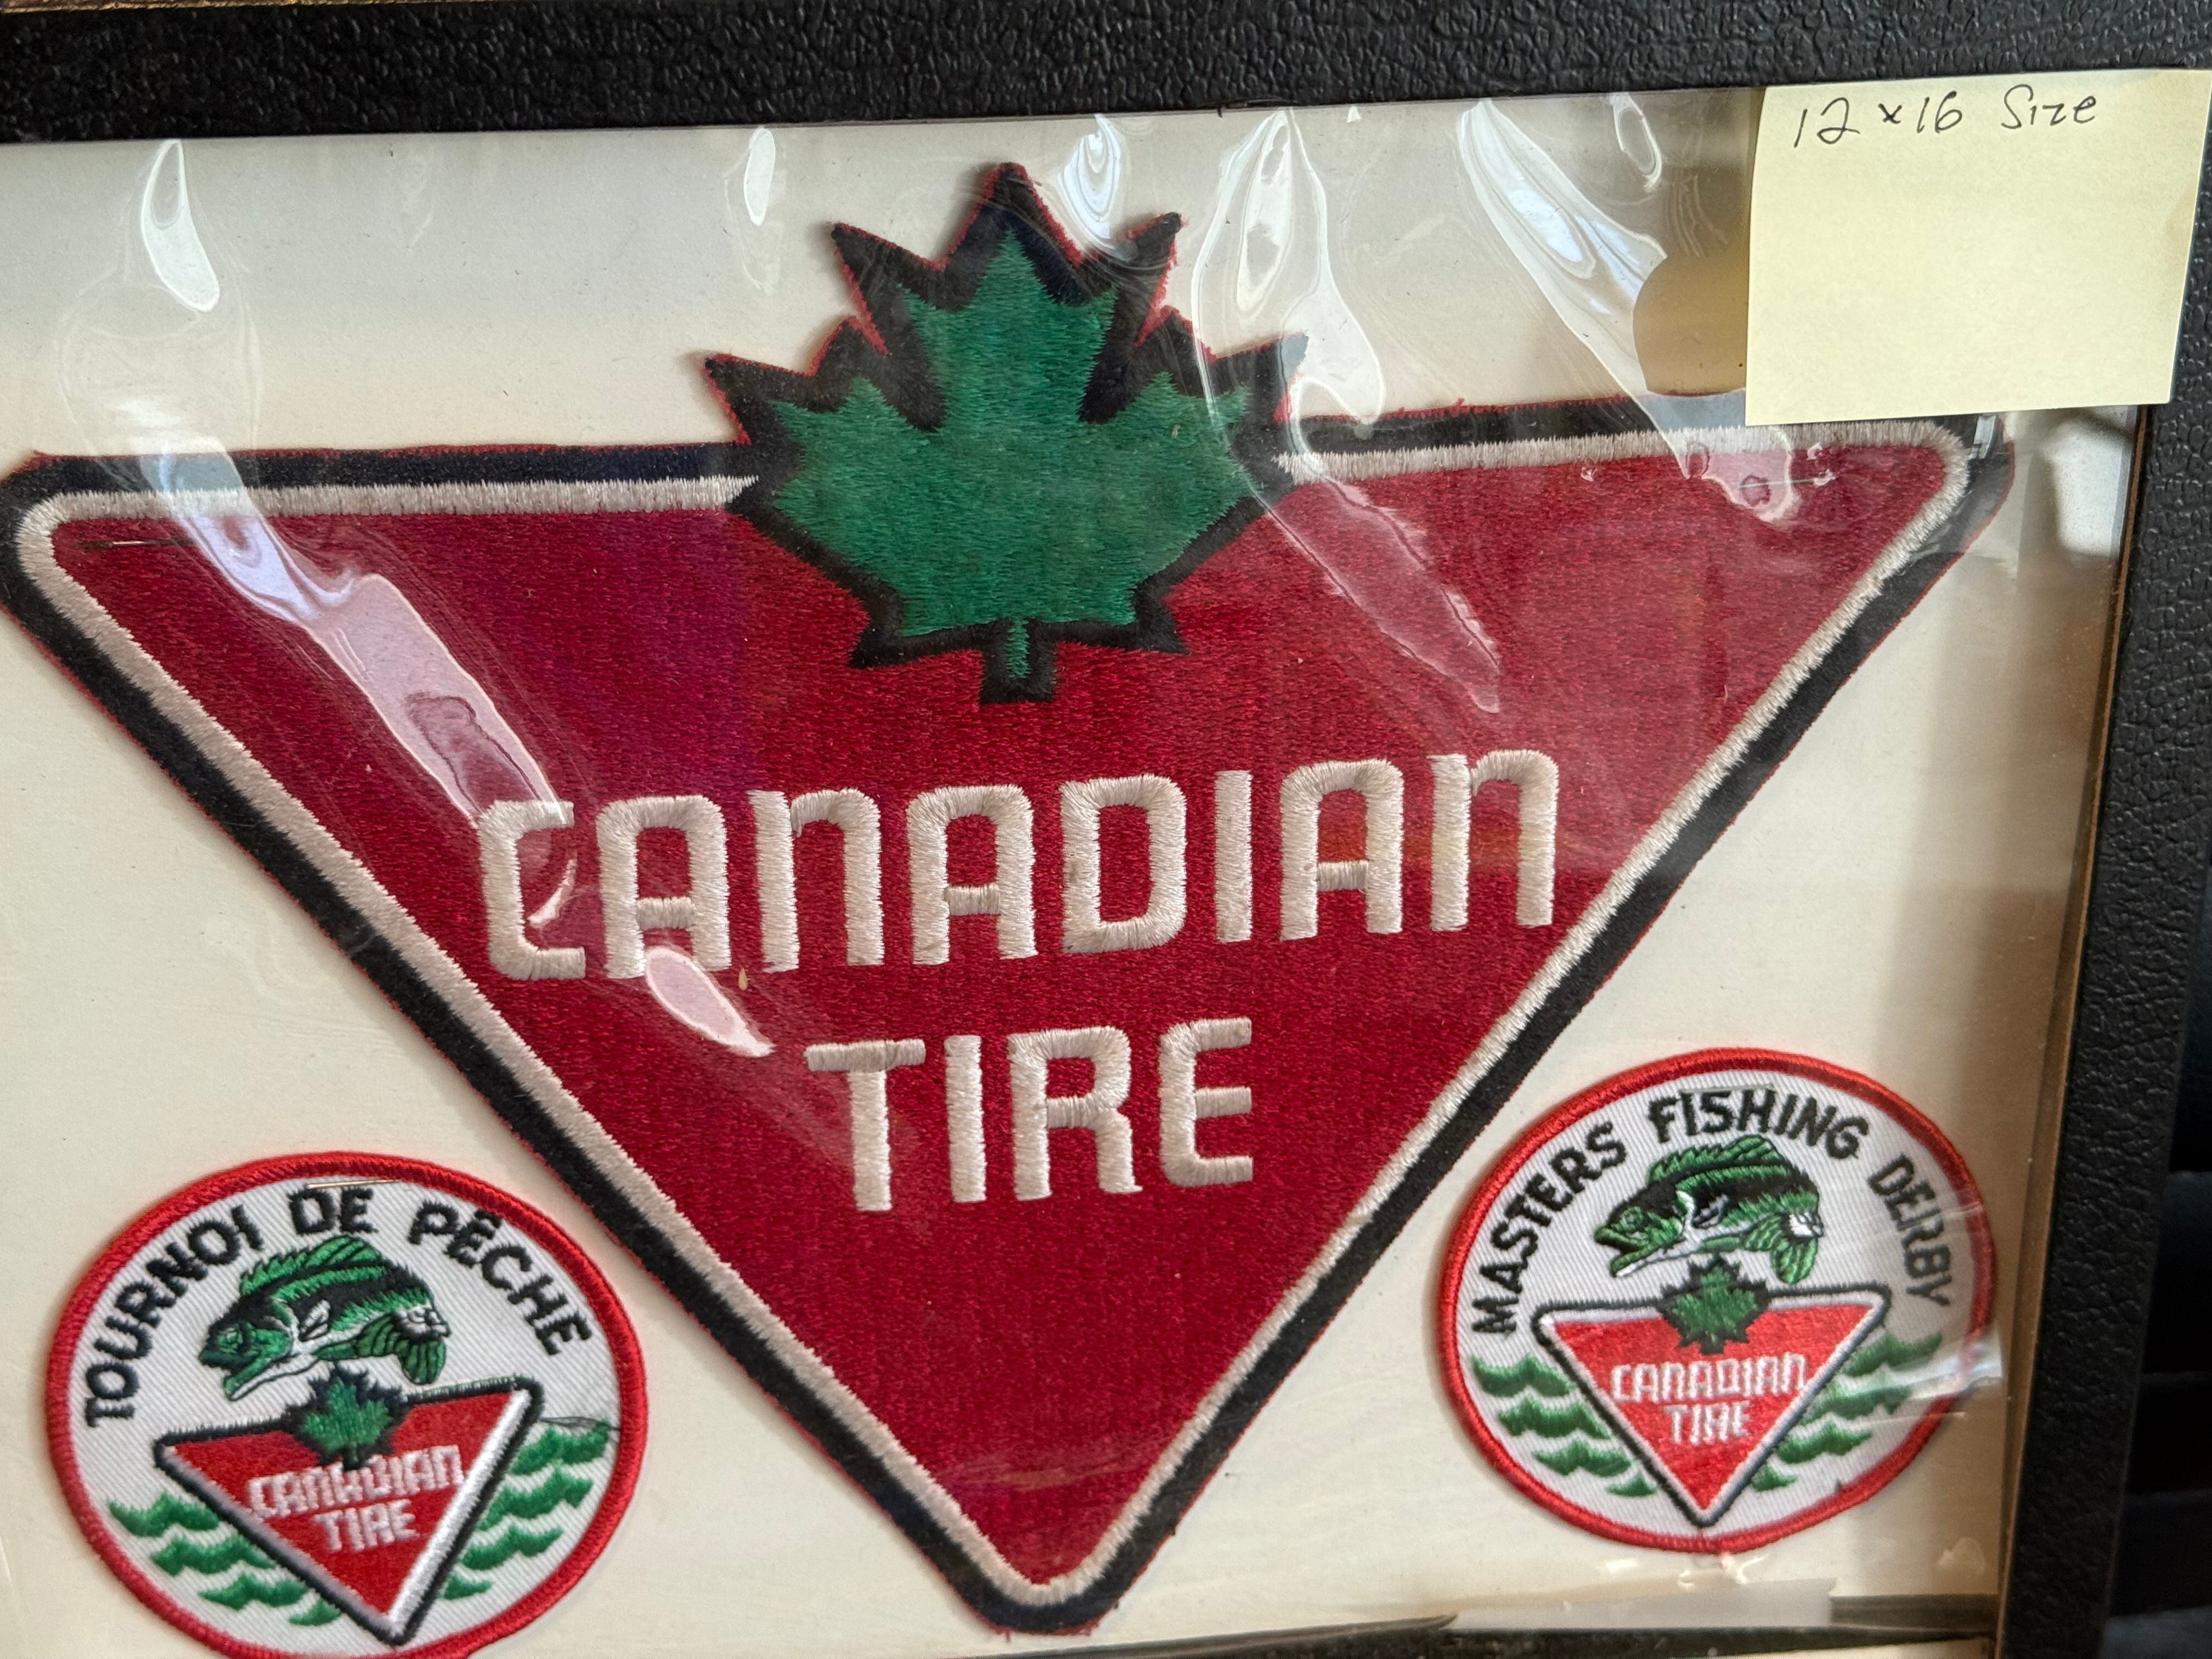 12 x 16 Size
CANADIAN
TIRE
TOURNOI DE PÊCHE
CANADIAN
TIRE
MASTERS FISHING DERBY
CANADIAN
TIRE